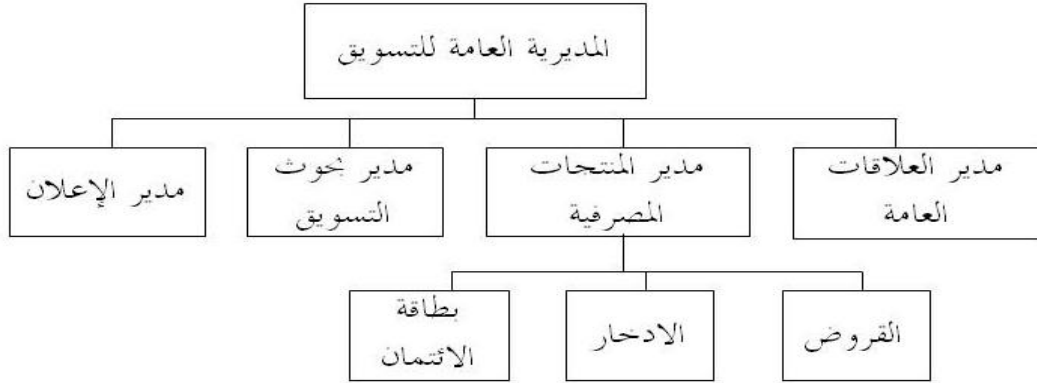 المديرية العامة للتسويق
مدير العلاقات
العامة
مدير المنتجات
المصرفية
مدير بحوث
التسويق
مدير الإعلان
القروض
الادخار
بطاقة
الائتمان